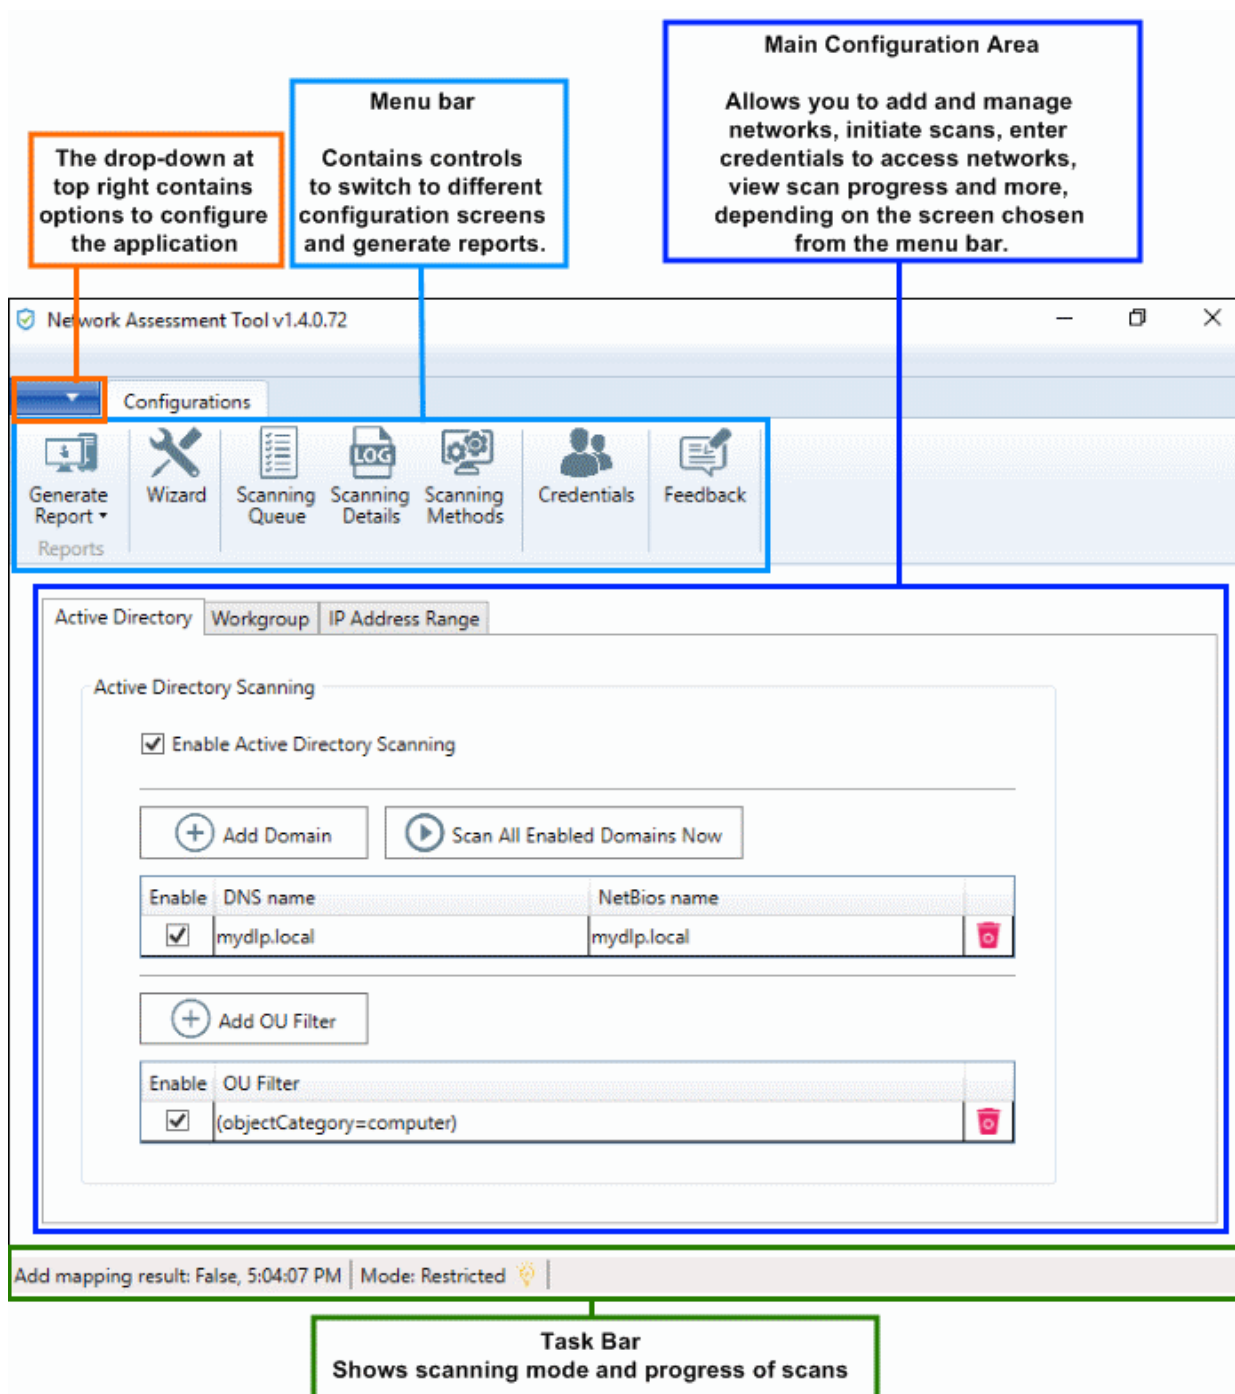 Main Configuration Area
Allows you to add and manage
networks, initiate scans, enter
credentials to access networks,
view scan progress and more,
depending on the screen chosen
from the menu bar.
Menu bar
Contains controls
to switch to different
configuration screens
and generate reports.
The drop-down at
top right contains
options to configure
the application
Network Assessment Tool v1.4.0.72
Configurations
Generate
Report
Reports
Wizard
Scanning
Queue
LOG
Scanning
Details
Scanning
Methods
Credentials
Feedback
Active Directory
Workgroup
IP Address Range
Active Directory Scanning
Enable Active Directory Scanning
Add Domain
Scan All Enabled Domains Now
Enable DNS name NetBios name
mydlp.local mydlp.local
Add OU Filter
Enable OU Filter
(objectCategory=computer)
Add mapping result: False, 5:04:07 PM Mode: Restricted
Task Bar
Shows scanning mode and progress of scans